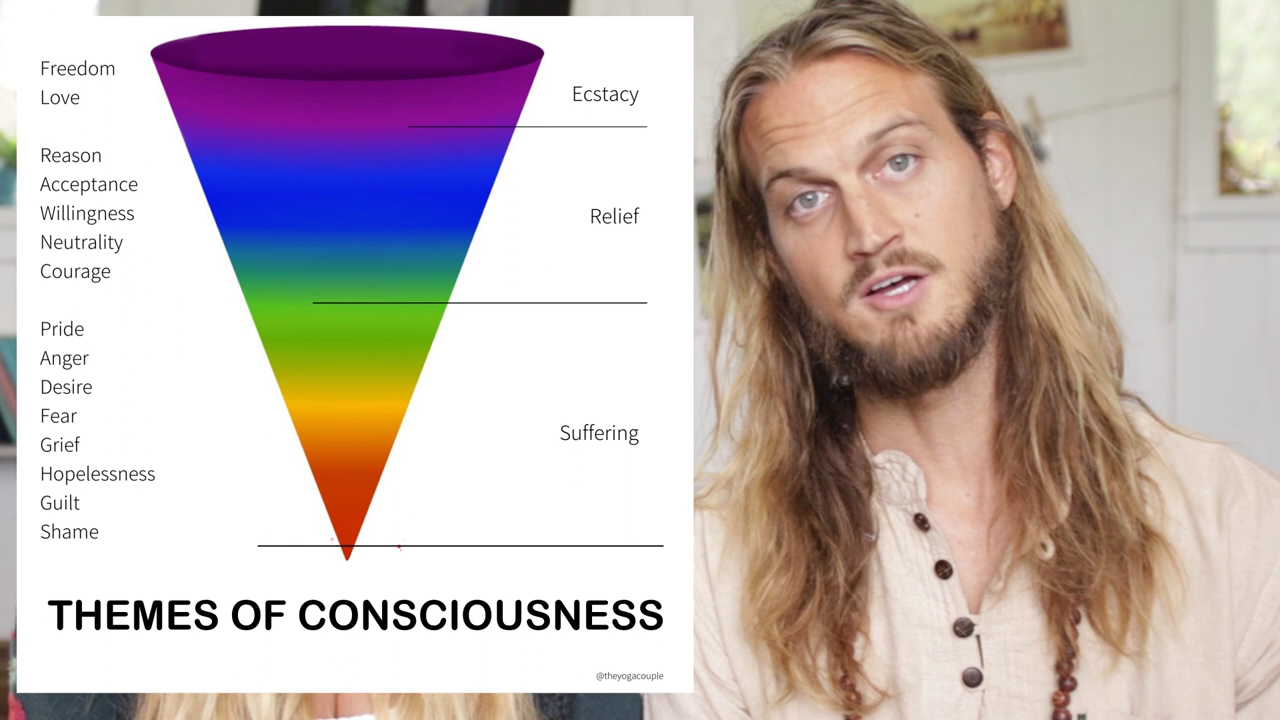 Freedom
Love
Reason
Acceptance
Willingness
Neutrality
Courage
Pride
Anger
Desire
Fear
Grief
Hopelessness
Guilt
Shame
Ecstacy
Relief
Suffering
THEMES OF CONSCIOUSNESS
@theyogacouple